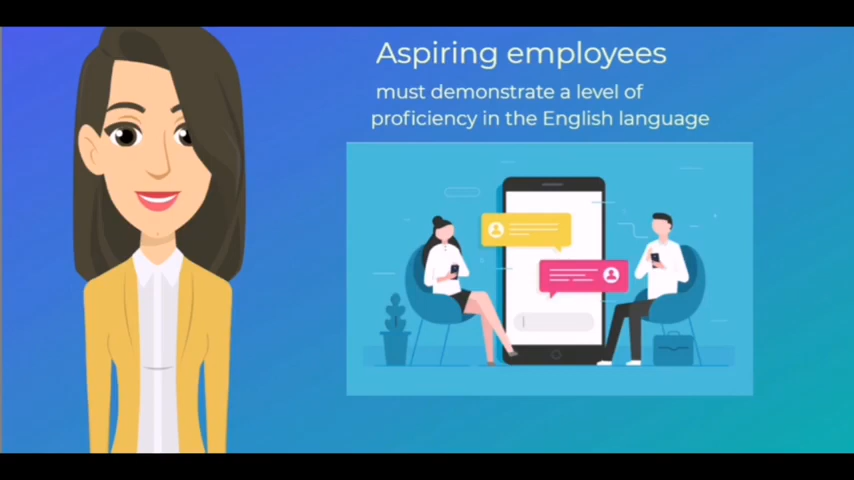 Aspiring employees
must demonstrate a level of
proficiency in the English language